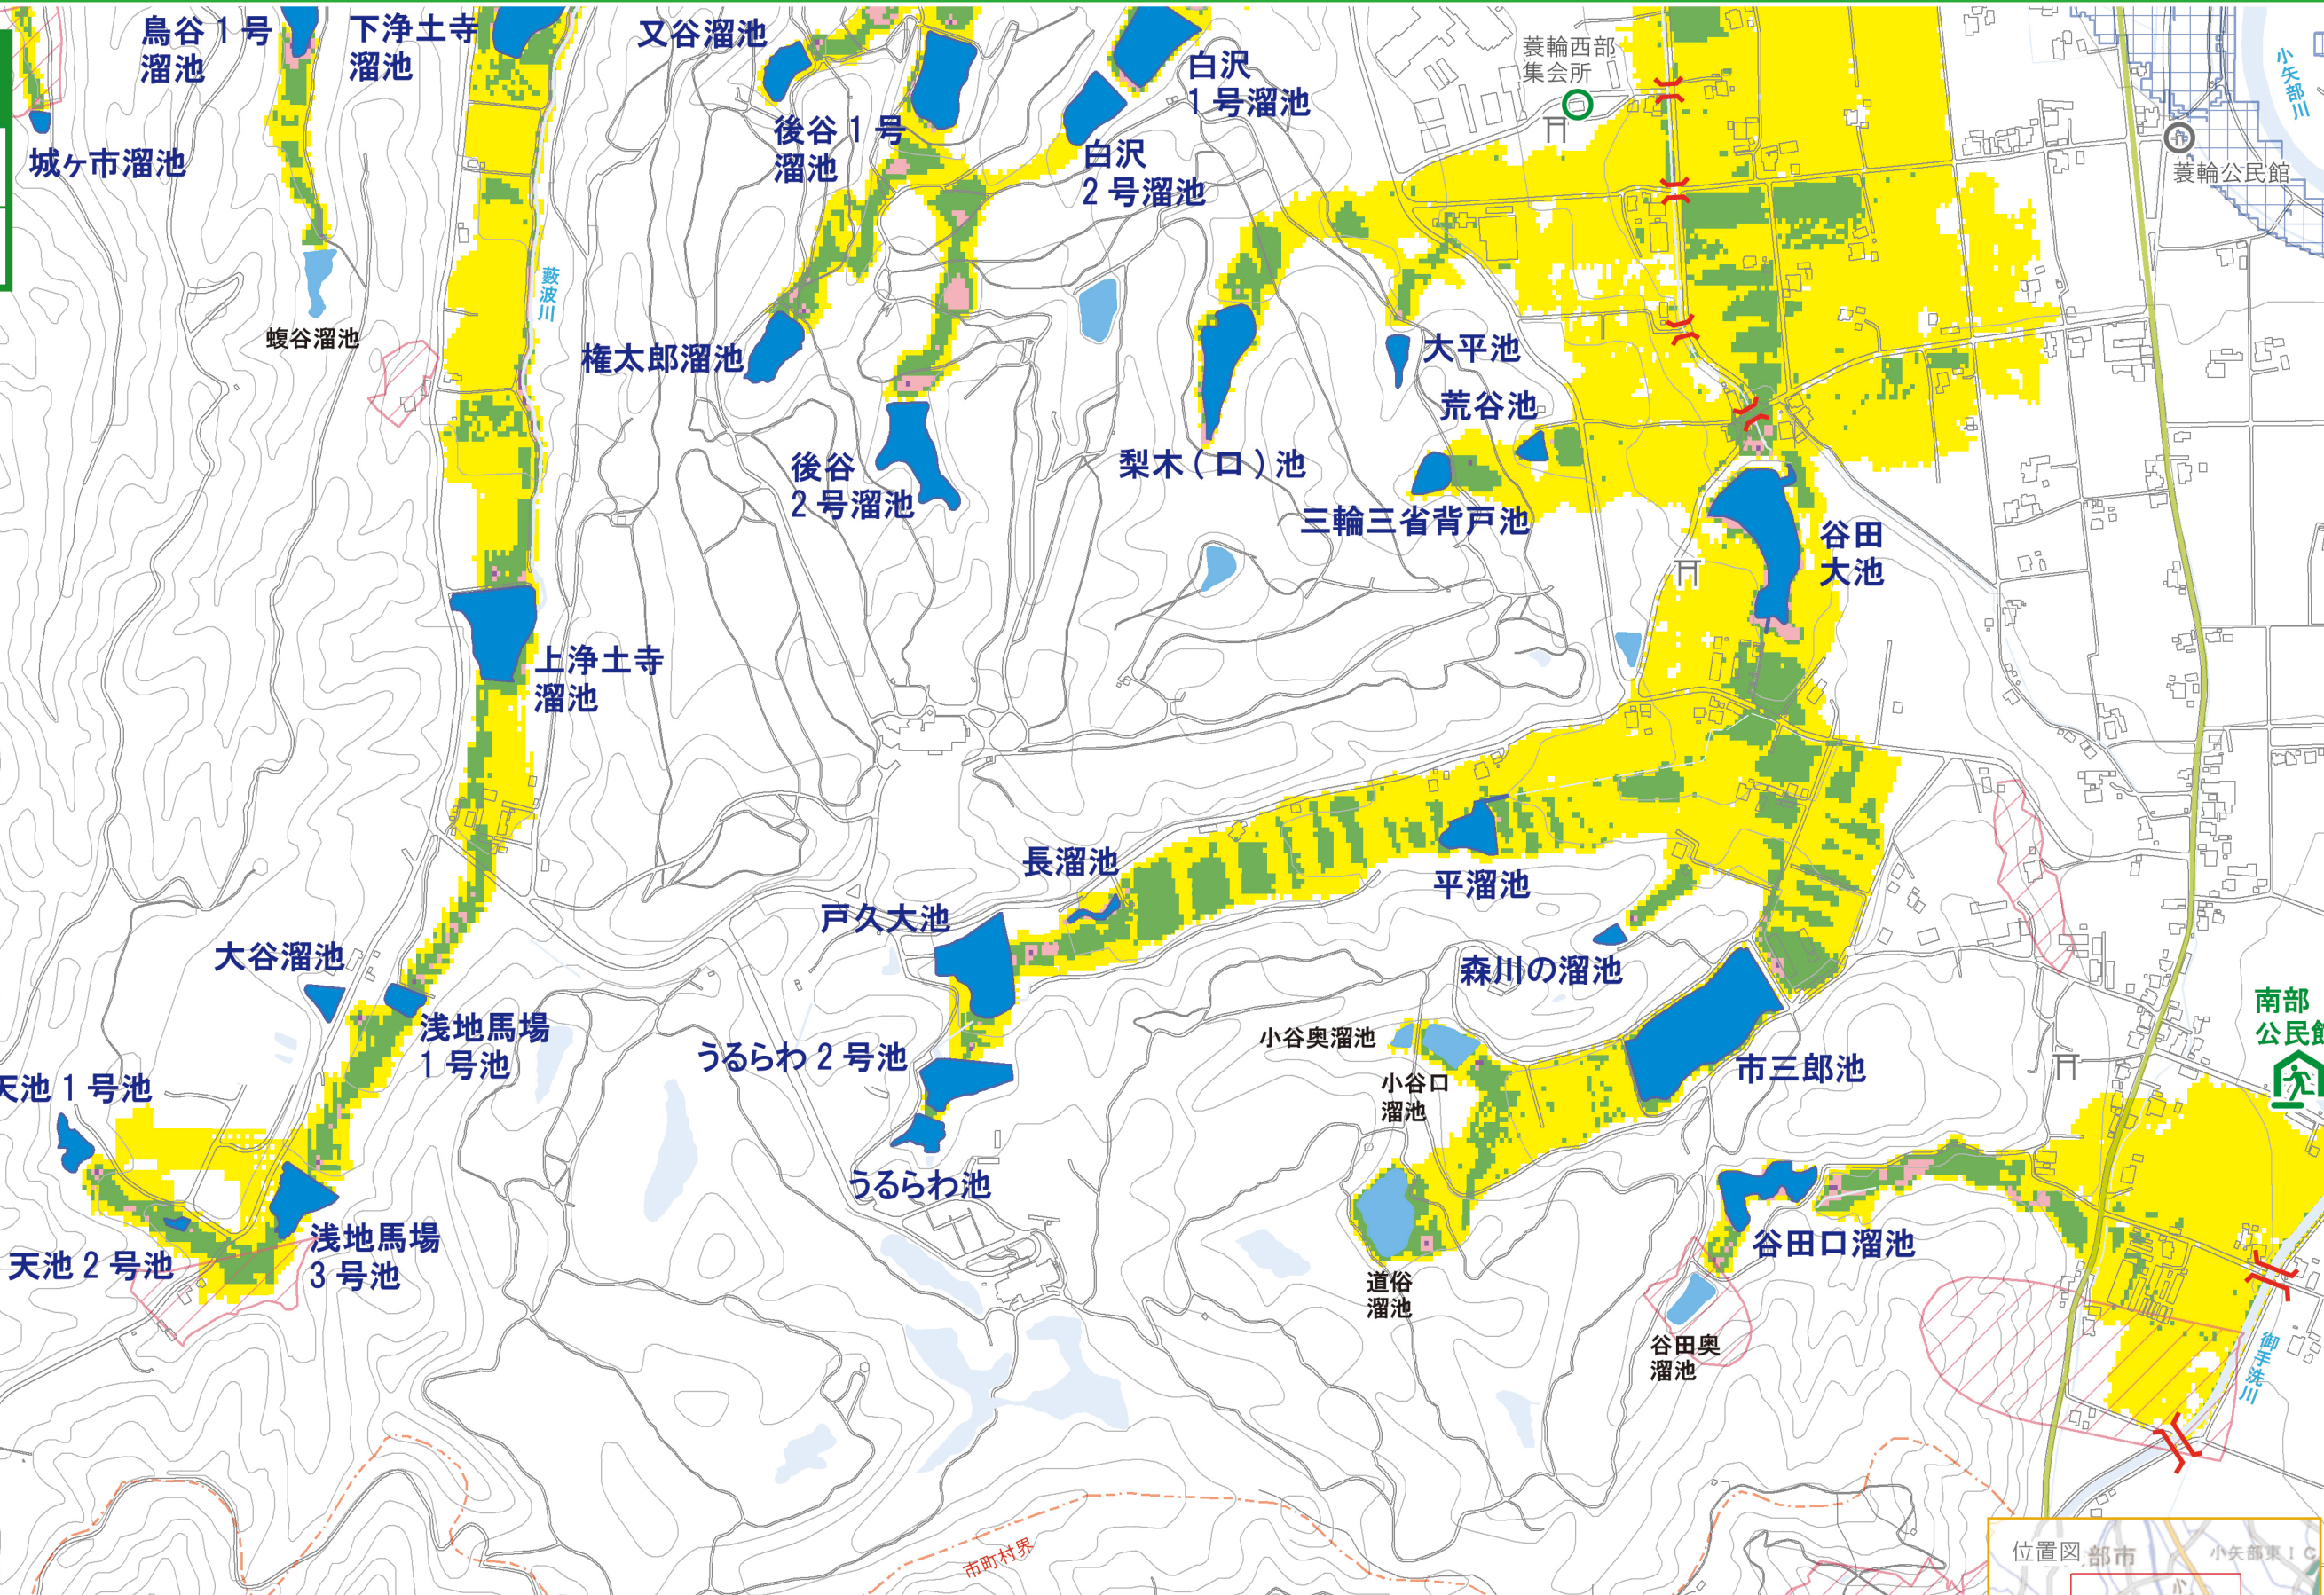 鳥谷 1 号
溜池
下浄土寺
溜池
又谷溜池
白沢
1 号溜池
蓑輪西部
集会所
小矢部川
城ヶ市溜池
後谷 1 号
溜池
白沢
2 号溜池
蓑輪公民館
藪波川
蝮谷溜池
権太郎溜池
大平池
荒谷池
後谷
2 号溜池
梨木(口)池
三輪三省背戸池
谷田
大池
上浄土寺
溜池
長溜池
平溜池
戸久大池
大谷溜池
森川の溜池
浅地馬場
1 号池
うるらわ 2 号池
小谷奥溜池
南部
天池 1 号池
小谷口
溜池
市三郎池
うるらわ池
浅地馬場
3 号池
天池 2 号池
道俗
溜池
谷田口溜池
谷田奥
溜池
御手洗川
市町村界
位置図
部市
小矢部東IC